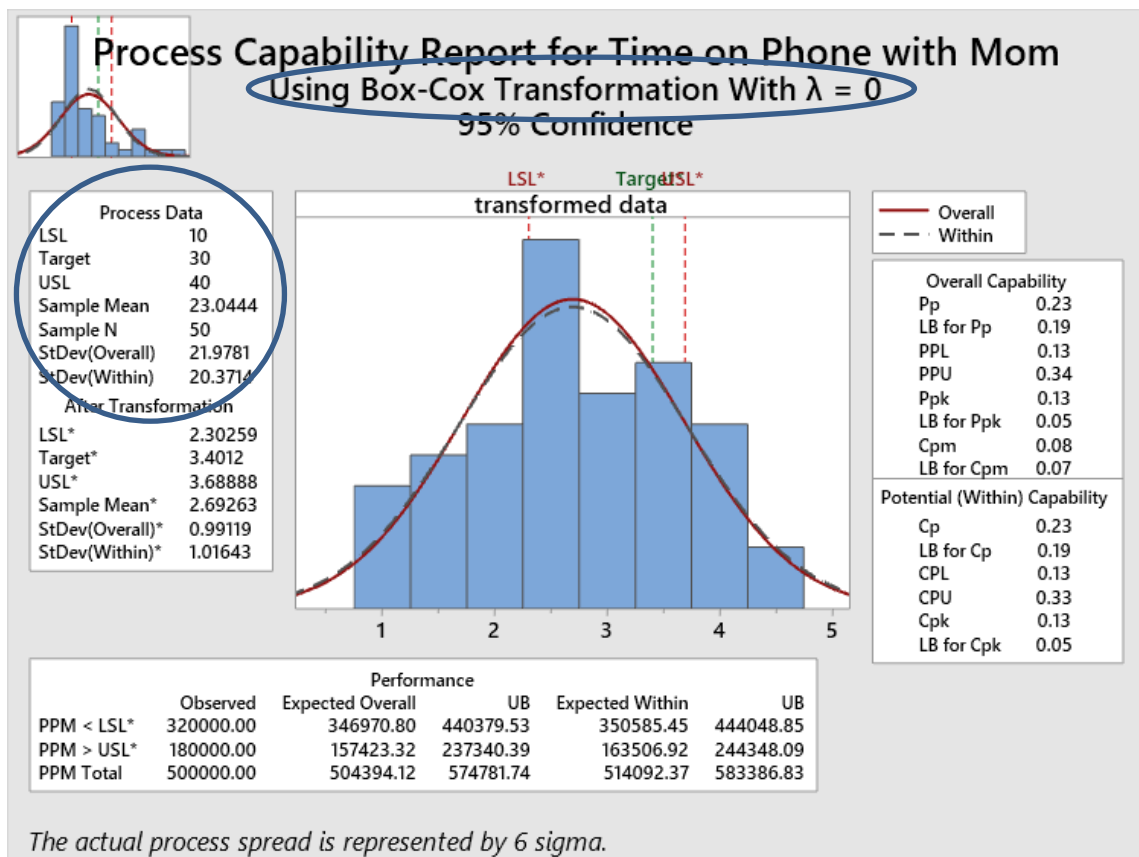 Process Capability Report for Time on Phone with Mom
Using Box-Cox Transformation With λ = 0
95% Confidence
LSL* Target* USL*
transformed data
Process Data
LSL 10
Target 30
USL 40
Sample Mean 23.0444
Sample N 50
StDev(Overall) 21.9781
StDev(Within) 20.3714
After Transformation
LSL* 2.30259
Target* 3.4012
USL* 3.68888
Sample Mean* 2.69263
StDev(Overall)* 0.99119
StDev(Within)* 1.01643
1 2 3 4 5
Overall
Within
Overall Capability
Pp 0.23
LB for Pp 0.19
PPL 0.13
PPU 0.34
Ppk 0.13
LB for Ppk 0.05
Cpm 0.08
LB for Cpm 0.07
Potential (Within) Capability
Cp 0.23
LB for Cp 0.19
CPL 0.13
CPU 0.33
Cpk 0.13
LB for Cpk 0.05
Performance
Observed Expected Overall UB Expected Within UB
PPM < LSL* 320000.00 346970.80 440379.53 350585.45 444048.85
PPM > USL* 180000.00 157423.32 237340.39 163506.92 244348.09
PPM Total 500000.00 504394.12 574781.74 514092.37 583386.83
The actual process spread is represented by 6 sigma.